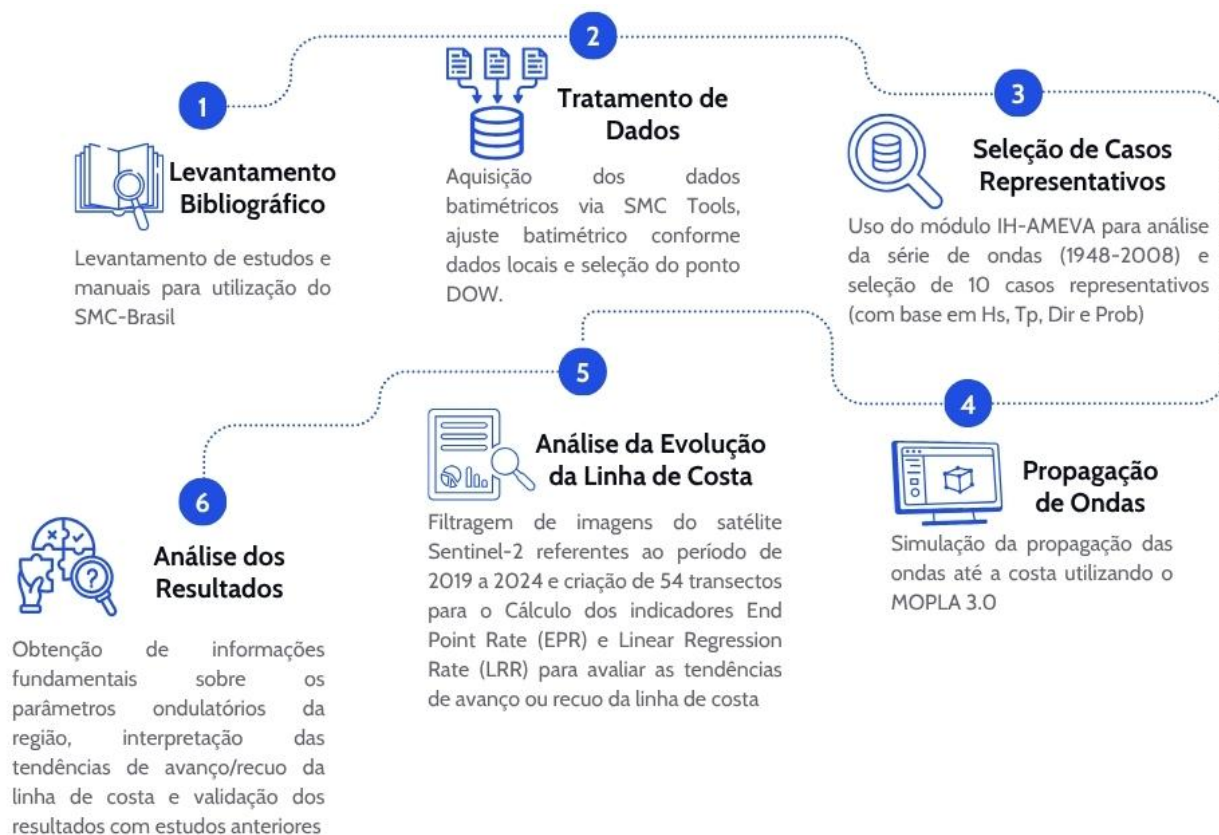 1
Levantamento
Bibliográfico
Levantamento de estudos e
manuais para utilização do
SMC-Brasil
2
Tratamento de
Dados
Aquisição dos dados
batimétricos via SMC Tools,
ajuste batimétrico conforme
dados locais e seleção do ponto
DOW.
3
Seleção de Casos
Representativos
Uso do módulo IH-AMEVA para análise
da série de ondas (1948-2008) e
seleção de 10 casos representativos
(com base em Hs, Tp, Dir e Prob)
4
Propagação
de Ondas
Simulação da propagação das
ondas até a costa utilizando o
MOPLA 3.0
5
Análise da Evolução
da Linha de Costa
Filtragem de imagens do satélite
Sentinel-2 referentes ao período de
2019 a 2024 e criação de 54 transectos
para o Cálculo dos indicadores End
Point Rate (EPR) e Linear Regression
Rate (LRR) para avaliar as tendências
de avanço ou recuo da linha de costa
6
Análise dos
Resultados
Obtenção de informações
fundamentais sobre os
parâmetros ondulatórios da
região, interpretação das
tendências de avanço/recuo da
linha de costa e validação dos
resultados com estudos anteriores